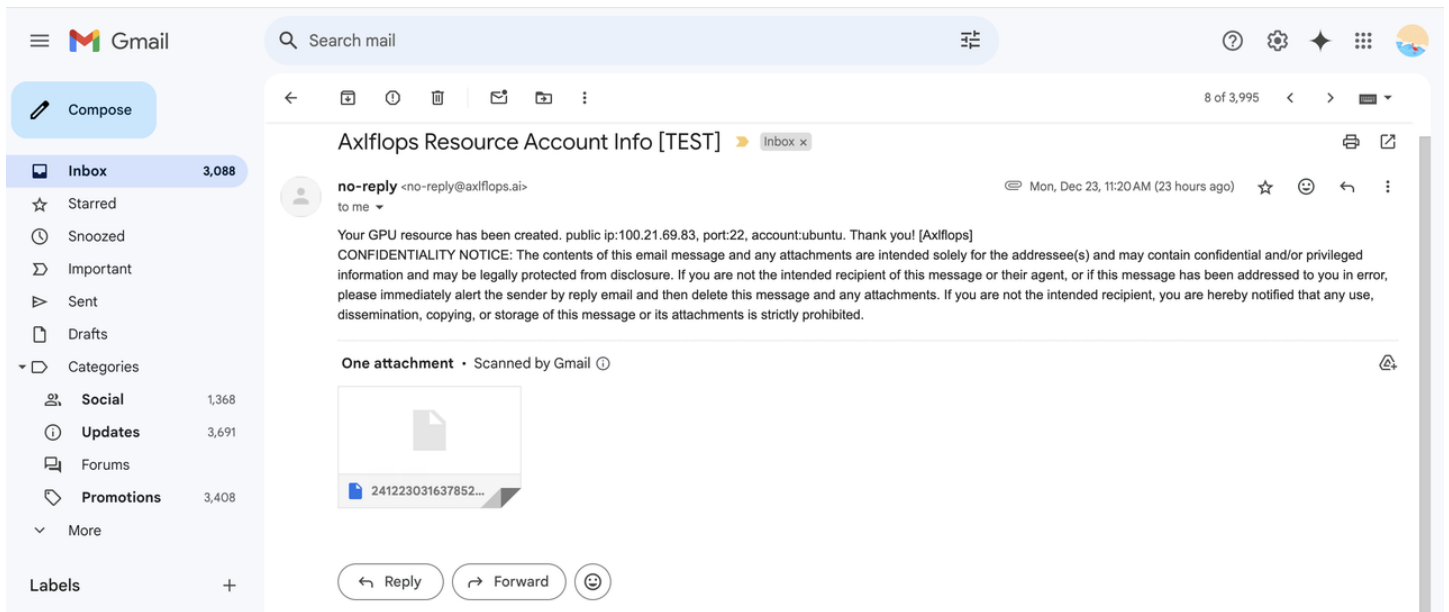 Gmail
Search mail
Compose
8 of 3,995
Inbox 3,088
Starred
Snoozed
Important
Sent
Drafts
Categories
Social 1,368
Updates 3,691
Forums
Promotions 3,408
More
Labels
Axlflops Resource Account Info [TEST] Inbox x
no-reply <no-reply@axlflops.ai> Mon, Dec 23, 11:20 AM (23 hours ago)
to me
Your GPU resource has been created. public ip:100.21.69.83, port:22, account:ubuntu. Thank you! [Axlflops]
CONFIDENTIALITY NOTICE: The contents of this email message and any attachments are intended solely for the addressee(s) and may contain confidential and/or privileged
information and may be legally protected from disclosure. If you are not the intended recipient of this message or their agent, or if this message has been addressed to you in error,
please immediately alert the sender by reply email and then delete this message and any attachments. If you are not the intended recipient, you are hereby notified that any use,
dissemination, copying, or storage of this message or its attachments is strictly prohibited.
One attachment • Scanned by Gmail
241223031637852...
Reply Forward